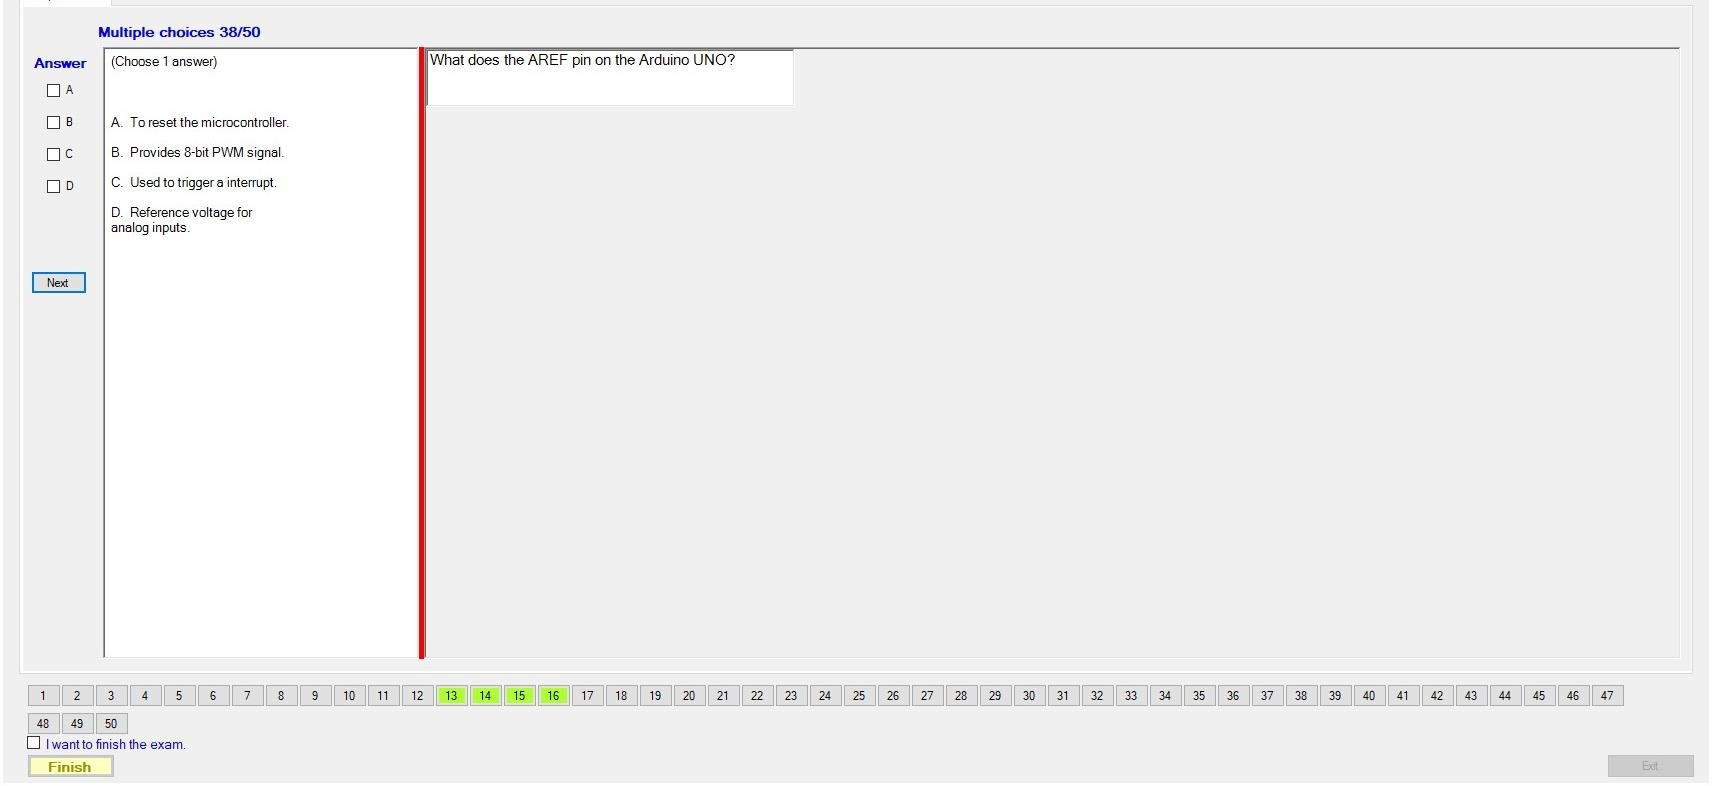 Multiple choices 38/50
Answer
A
B
C
D
Next
(Choose 1 answer)
A. To reset the microcontroller.
B. Provides 8-bit PWM signal.
C. Used to trigger a interrupt.
D. Reference voltage for
analog inputs.
What does the AREF pin on the Arduino UNO?
1 2 3 4 5 6 7 8 9 10 11 12 13 14 15 16 17 18 19 20 21 22 23 24 25 26 27 28 29 30 31 32 33 34 35 36 37 38 39 40 41 42 43 44 45 46 47
48 49 50
I want to finish the exam.
Finish
Exit